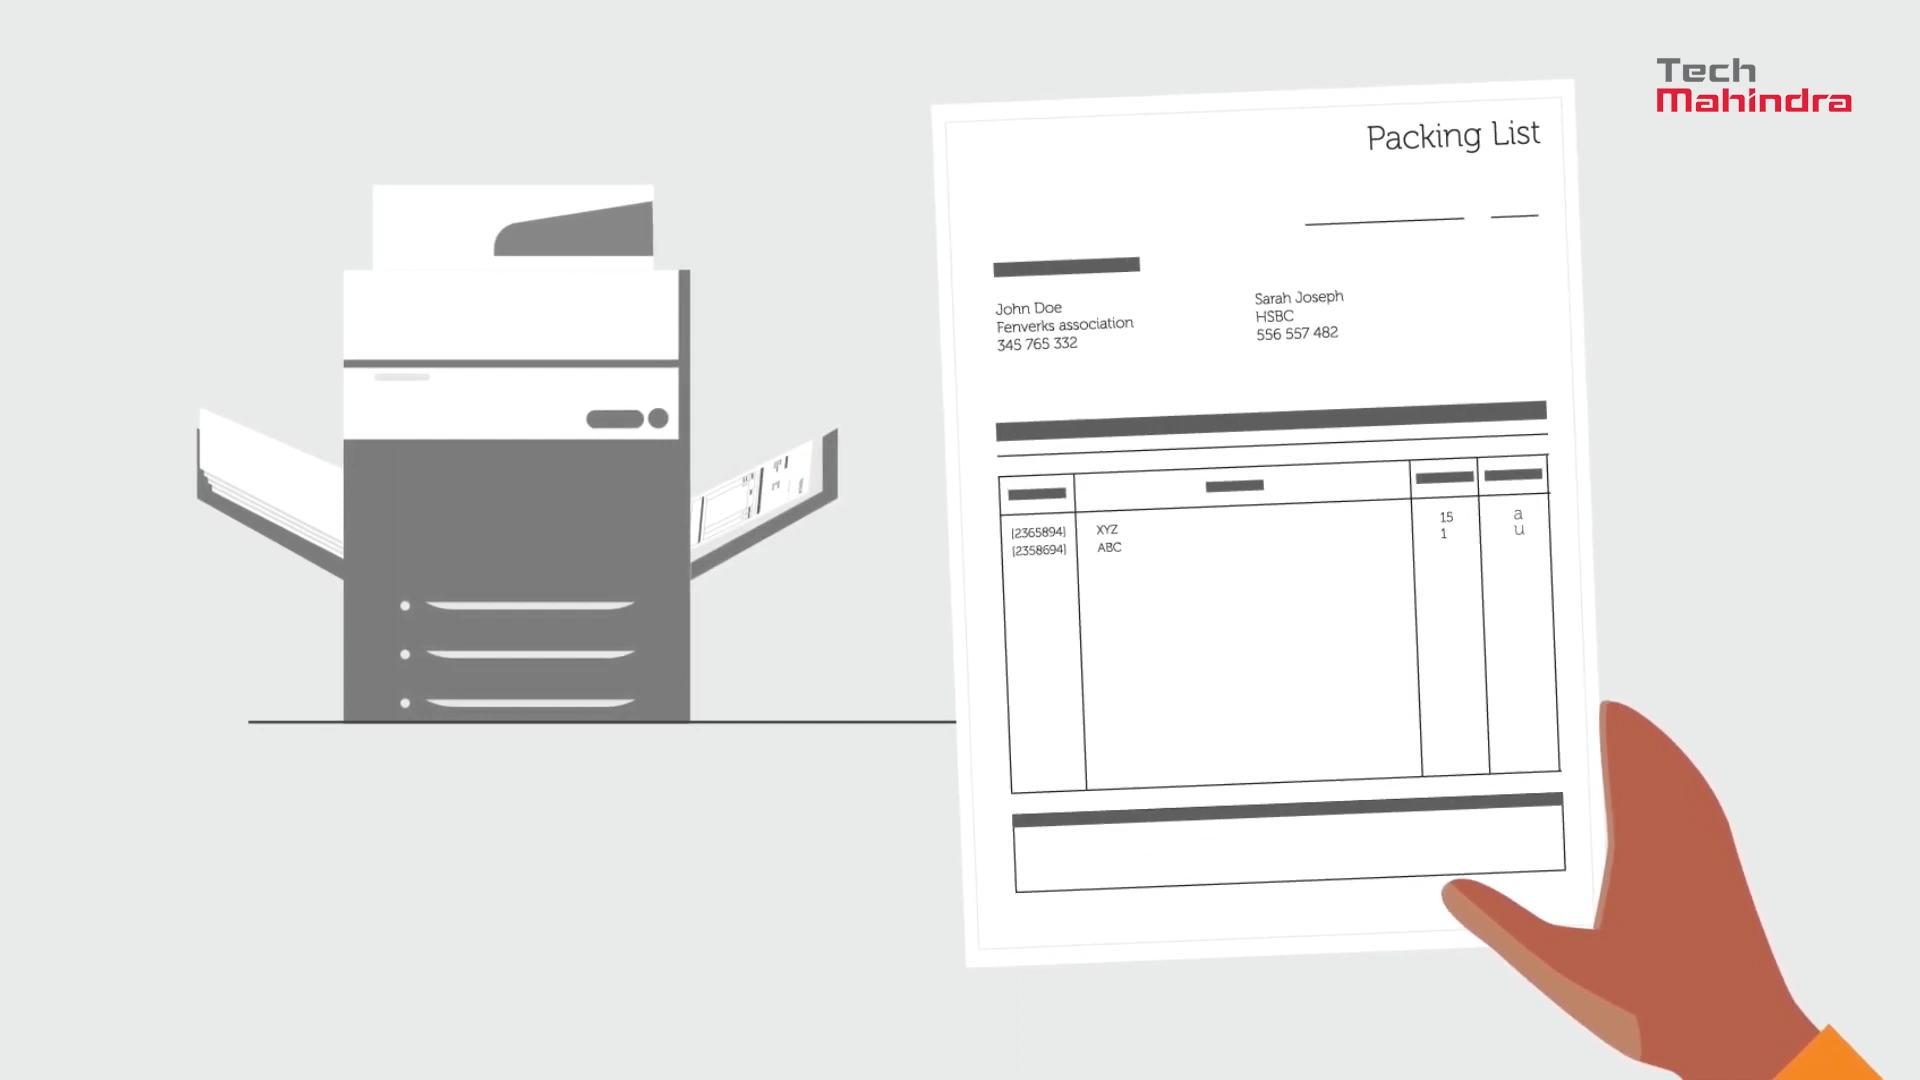 Tech
Mahindra
Packing List
John Doe
Fenverks association
345 765 332
Sarah Joseph
HSBC
556 557 482
[2365894] XYZ 15 a
[2358694] ABC 1 u